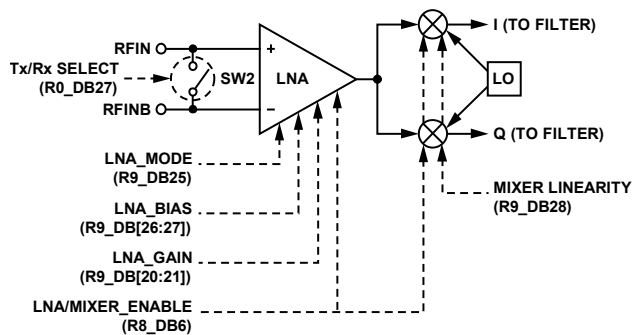 RFIN
I (TO FILTER)
Tx/Rx SELECT
(R0_DB27)
SW2
+
LNA
–
LO
RFINB
Q (TO FILTER)
LNA_MODE
(R9_DB25)
MIXER LINEARITY
(R9_DB28)
LNA_BIAS
(R9_DB[26:27])
LNA_GAIN
(R9_DB[20:21])
LNA/MIXER_ENABLE
(R8_DB6)